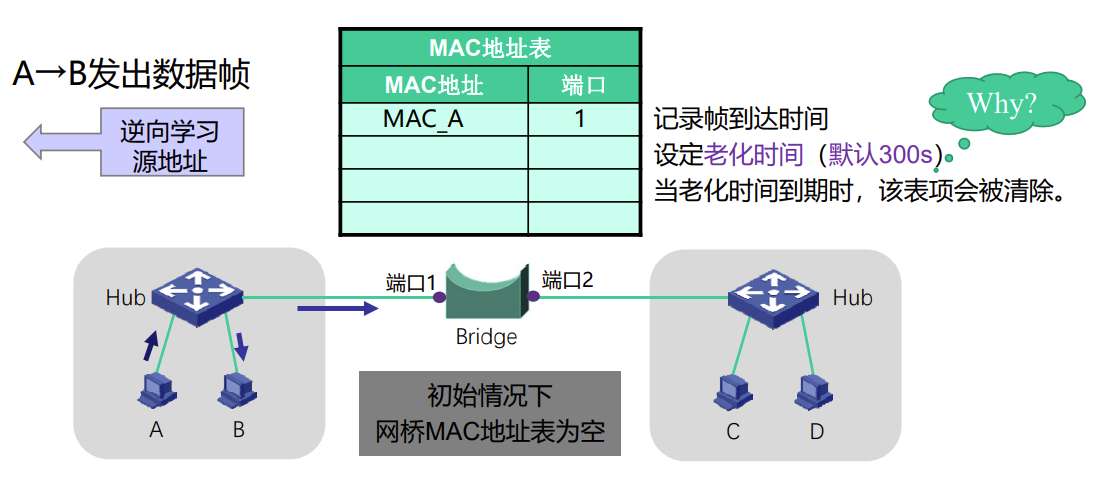 A→B发出数据帧
逆向学习
源地址
MAC地址表
MAC地址 端口
MAC_A 1
记录帧到达时间
设定老化时间（默认300s）
当老化时间到期时，该表项会被清除。
Why?
Hub
端口1
端口2
Bridge
Hub
A
B
C
D
初始情况下
网桥MAC地址表为空